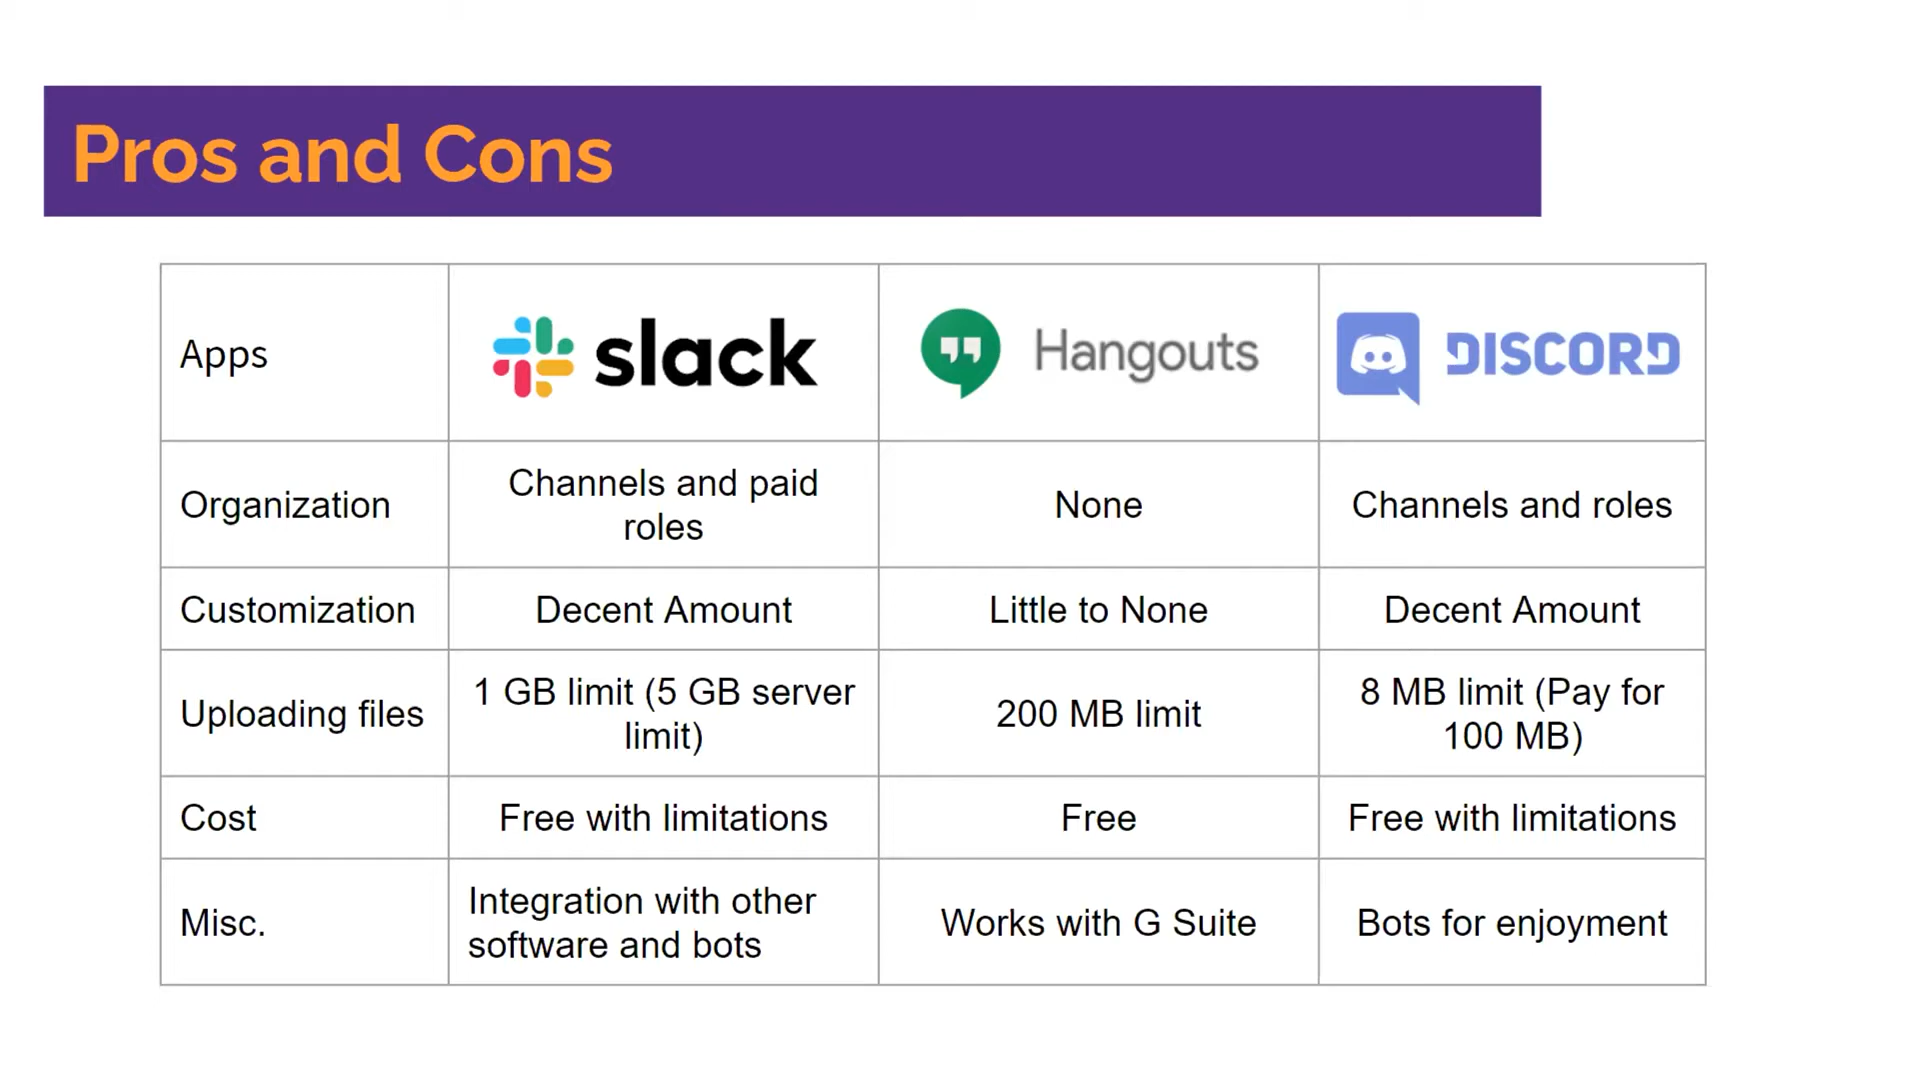 Pros and Cons
Apps
slack
Hangouts
DISCORD
Organization
Channels and paid
roles
None
Channels and roles
Customization
Decent Amount
Little to None
Decent Amount
Uploading files
1 GB limit (5 GB server
limit)
200 MB limit
8 MB limit (Pay for
100 MB)
Cost
Free with limitations
Free
Free with limitations
Misc.
Integration with other
software and bots
Works with G Suite
Bots for enjoyment